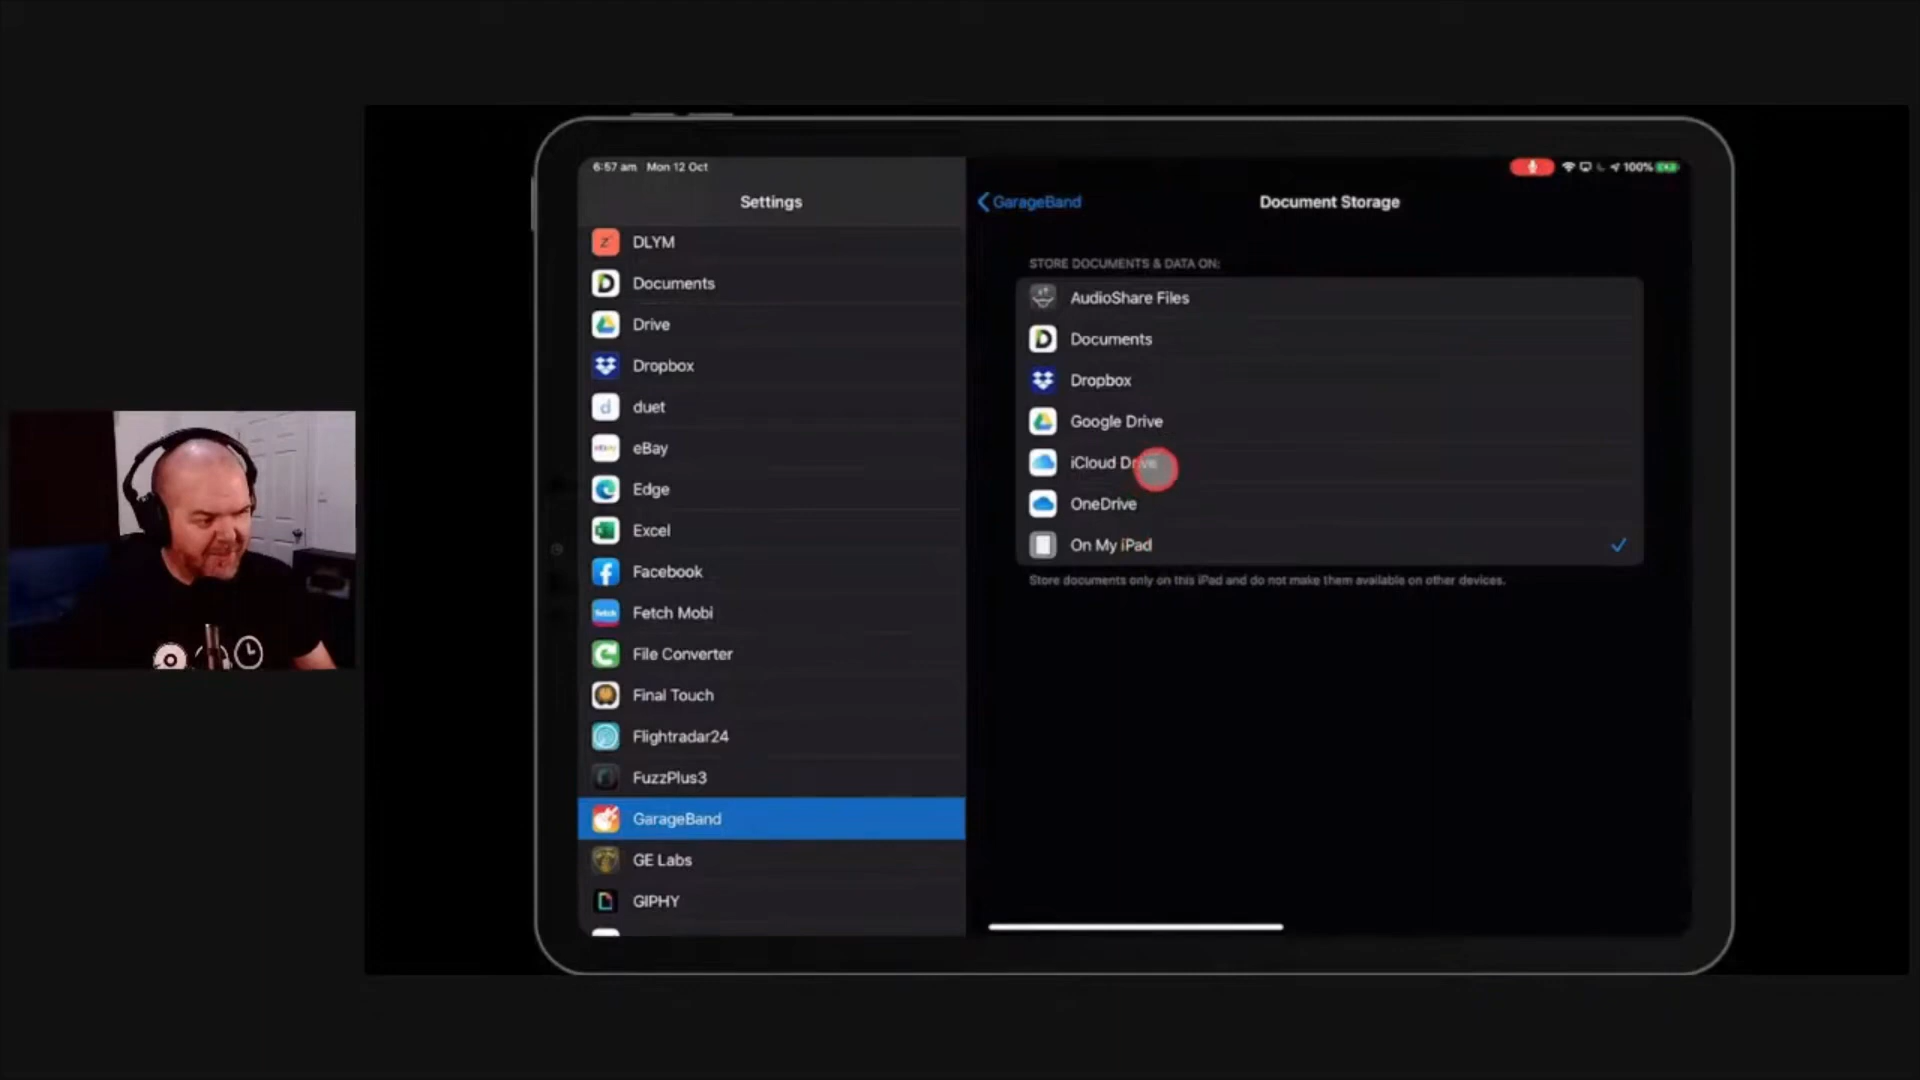 6:57 am Mon 12 Oct
100%
Settings
DLYM
Documents
Drive
Dropbox
duet
eBay
Edge
Excel
Facebook
Fetch Mobi
File Converter
Final Touch
Flightradar24
FuzzPlus3
GarageBand
GE Labs
GIPHY
GarageBand
Document Storage
STORE DOCUMENTS & DATA ON:
AudioShare Files
Documents
Dropbox
Google Drive
iCloud Drive
OneDrive
On My iPad
Store documents only on this iPad and do not make them available on other devices.